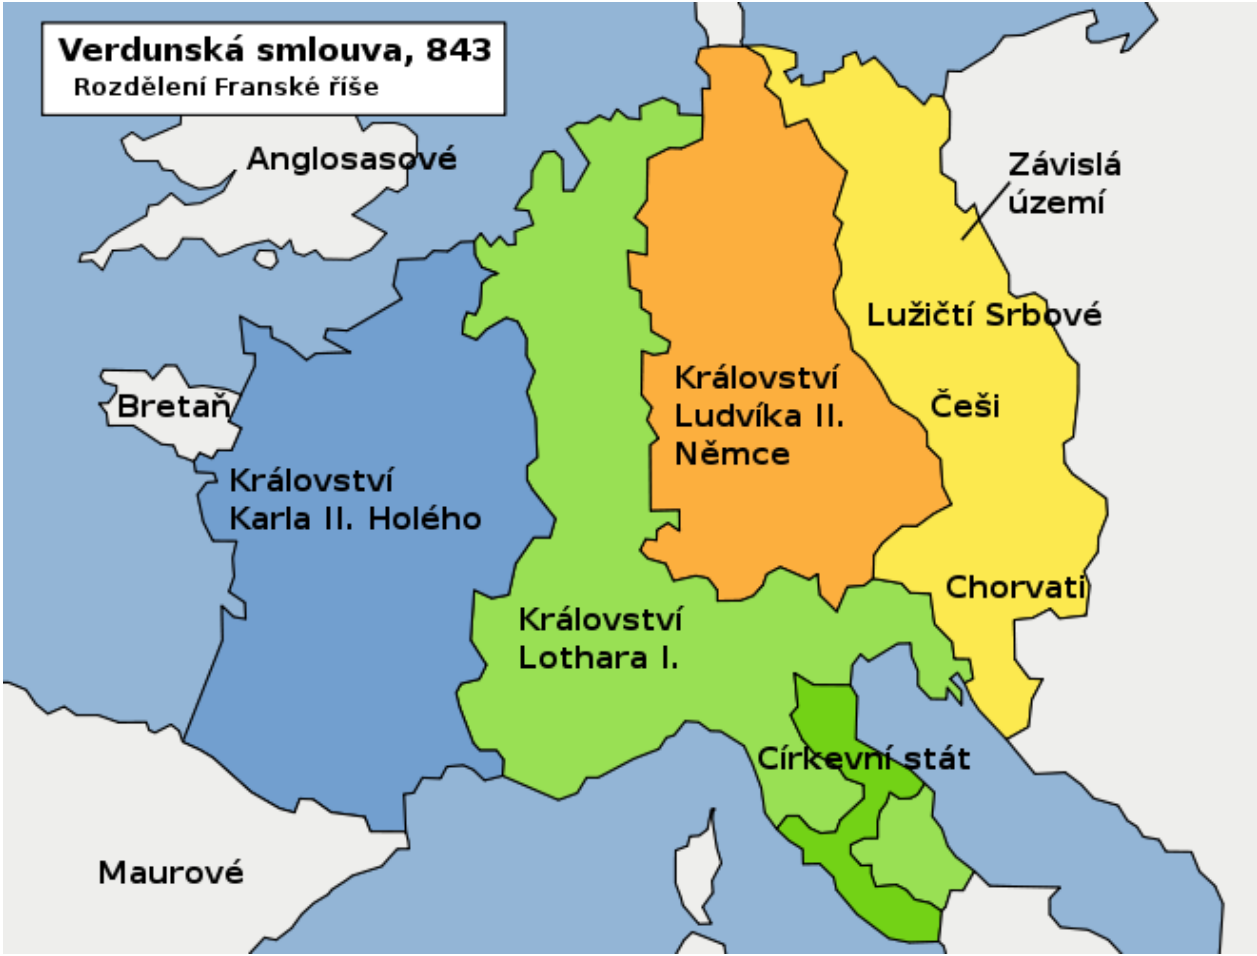 Verdunská smlouva, 843
Rozdělení Franské říše
Anglosasové
Závislá
území
Lužičtí Srbové
Království
Ludvíka II.
Němce
Češi
Bretaň
Království
Karla II. Holého
Chorvati
Království
Lothara I.
Církevní stát
Maurové